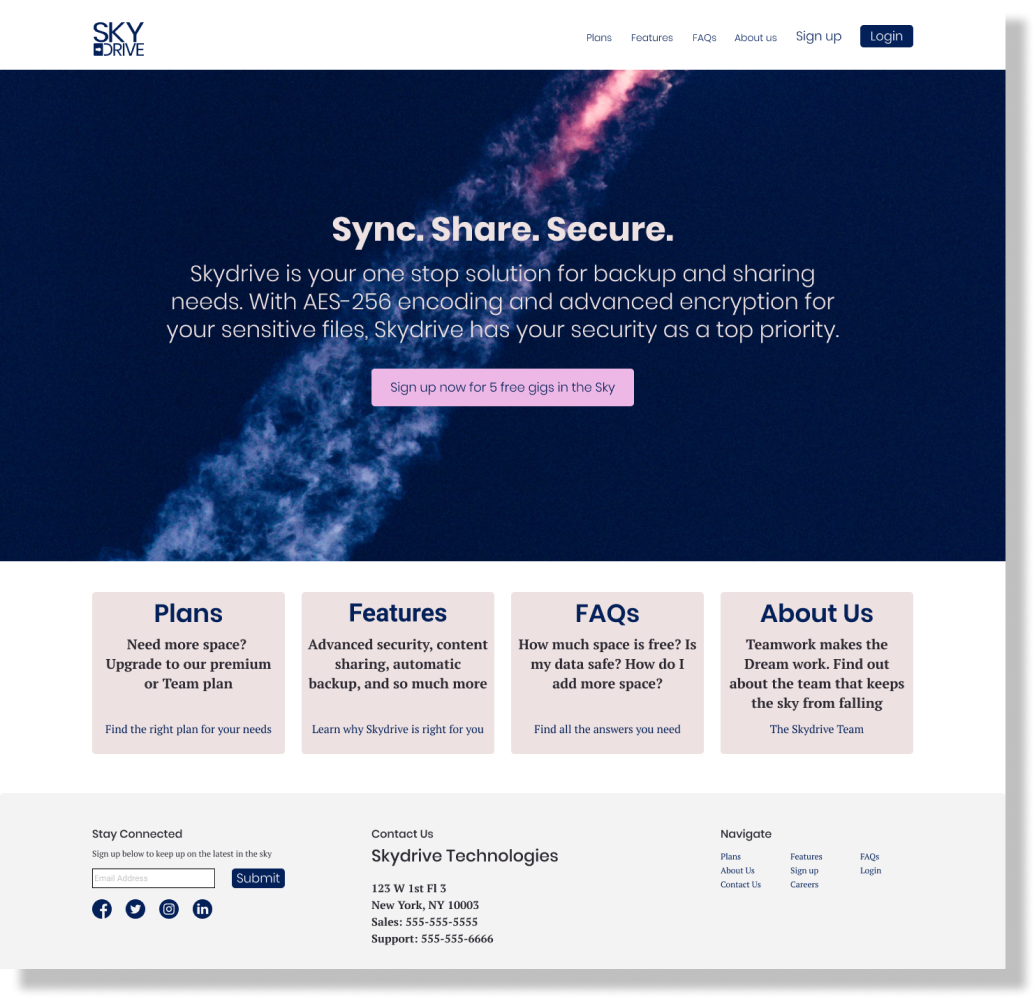 SKY
DRIVE
Plans Features FAQs About us Sign up Login
Sync. Share. Secure.
Skydrive is your one stop solution for backup and sharing
needs. With AES-256 encoding and advanced encryption for
your sensitive files, Skydrive has your security as a top priority.
Sign up now for 5 free gigs in the Sky
Plans
Need more space?
Upgrade to our premium
or Team plan
Find the right plan for your needs
Features
Advanced security, content
sharing, automatic
backup, and so much more
Learn why Skydrive is right for you
FAQs
How much space is free? Is
my data safe? How do I
add more space?
Find all the answers you need
About Us
Teamwork makes the
Dream work. Find out
about the team that keeps
the sky from falling
The Skydrive Team
Stay Connected
Sign up below to keep up on the latest in the sky
Email Address
Submit
Contact Us
Skydrive Technologies
123 W 1st Fl 3
New York, NY 10003
Sales: 555-555-5555
Support: 555-555-6666
Navigate
Plans Features FAQs
About Us Sign up Login
Contact Us Careers